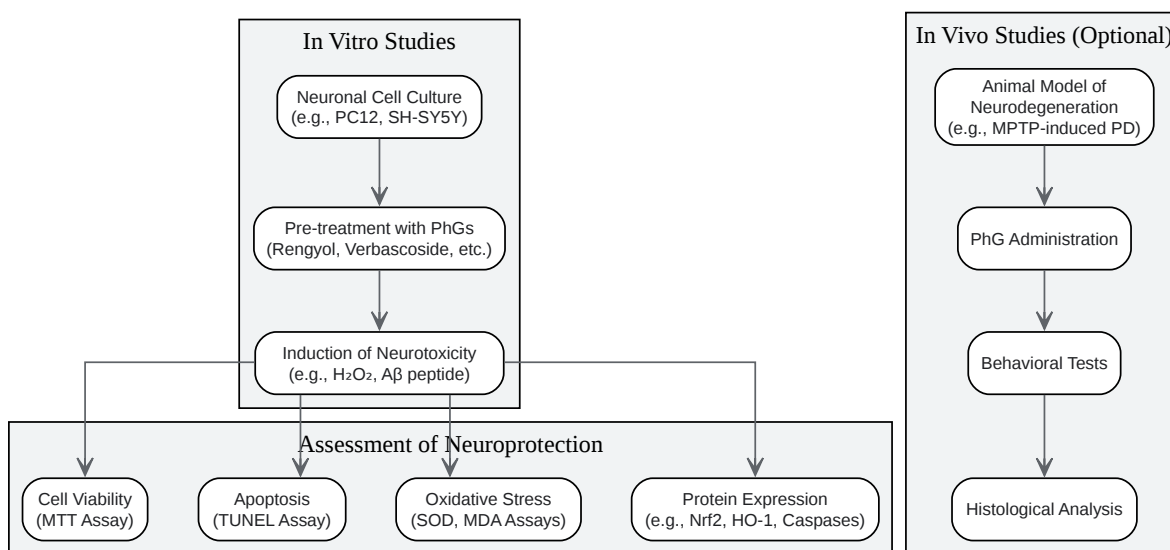 In Vitro Studies
Neuronal Cell Culture
(e.g., PC12, SH-SY5Y)
Pre-treatment with PhGs
(Rengyol, Verbascoside, etc.)
Induction of Neurotoxicity
(e.g., H₂O₂, Aβ peptide)
Assessment of Neuroprotection
Cell Viability
(MTT Assay)
Apoptosis
(TUNEL Assay)
Oxidative Stress
(SOD, MDA Assays)
Protein Expression
(e.g., Nrf2, HO-1, Caspases)
In Vivo Studies (Optional)
Animal Model of
Neurodegeneration
(e.g., MPTP-induced PD)
PhG Administration
Behavioral Tests
Histological Analysis